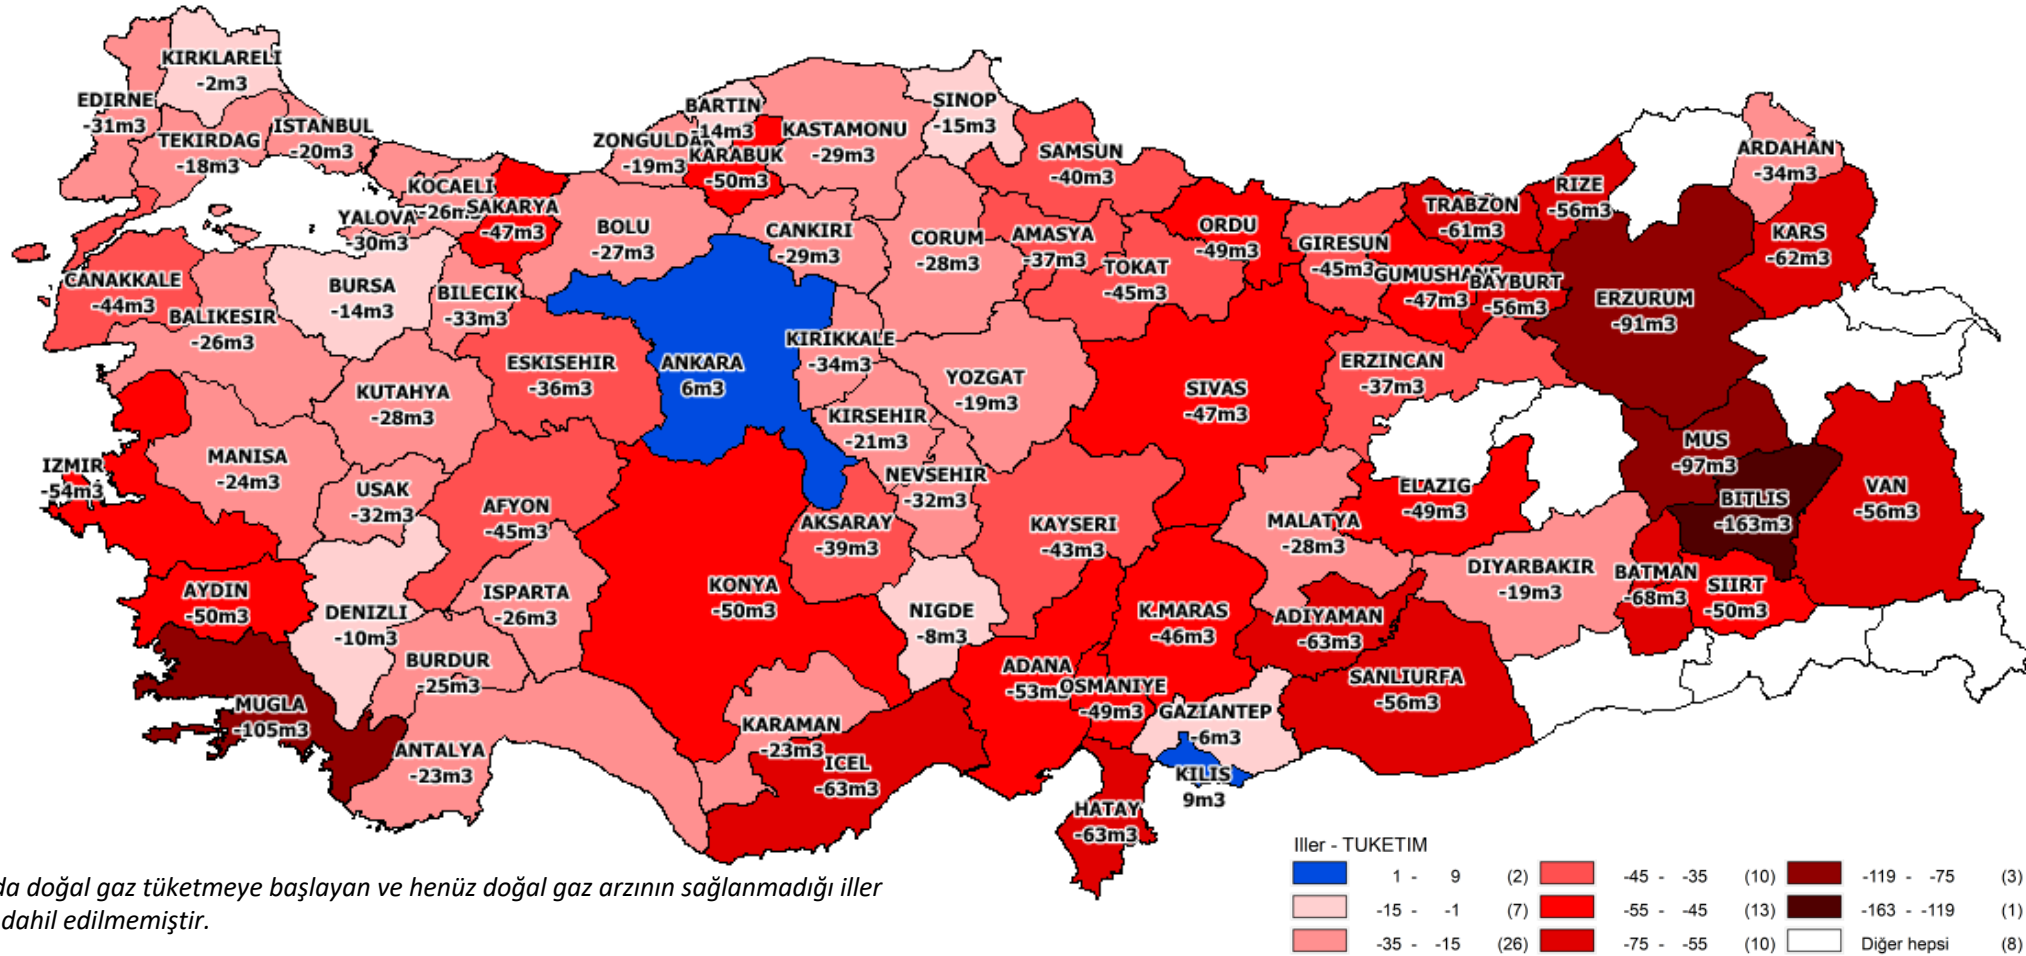 KIRKLARELI
-2m3
EDIRNE
-31m3
TEKIRDAG
-18m3
ISTANBUL
-20m3
KOCAELI
-26m3
SAKARYA
-47m3
YALOVA
-30m3
BARTIN
-14m3
ZONGULDAK
-19m3
KARABUK
-50m3
KASTAMONU
-29m3
SINOP
-15m3
SAMSUN
-40m3
BOLU
-27m3
CANKIRI
-29m3
CORUM
-28m3
AMASYA
-37m3
TOKAT
-45m3
ORDU
-49m3
GIRESUN
-45m3
GUMUSHANE
-47m3
TRABZON
-61m3
RIZE
-56m3
BAYBURT
-56m3
ARDAHAN
-34m3
KARS
-62m3
ERZURUM
-91m3
CANAKKALE
-44m3
BALIKESIR
-26m3
BURSA
-14m3
BILECIK
-33m3
ESKISEHIR
-36m3
ANKARA
6m3
KIRIKKALE
-34m3
YOZGAT
-19m3
SIVAS
-47m3
ERZINCAN
-37m3
KUTAHYA
-28m3
KIRSEHIR
-21m3
NEVSEHIR
-32m3
MANISA
-24m3
IZMIR
-54m3
USAK
-32m3
AFYON
-45m3
AKSARAY
-39m3
KAYSERI
-43m3
MALATYA
-28m3
ELAZIG
-49m3
MUS
-97m3
BITLIS
-163m3
VAN
-56m3
AYDIN
-50m3
DENIZLI
-10m3
ISPARTA
-26m3
KONYA
-50m3
NIGDE
-8m3
K.MARAS
-46m3
ADIYAMAN
-63m3
DIYARBAKIR
-19m3
BATMAN
-68m3
SIIRT
-50m3
BURDUR
-25m3
MUGLA
-105m3
ANTALYA
-23m3
KARAMAN
-23m3
ICEL
-63m3
ADANA
-53m3
OSMANIYE
-49m3
GAZIANTEP
-6m3
KILIS
9m3
HATAY
-63m3
SANLIURFA
-56m3
da doğal gaz tüketmeye başlayan ve henüz doğal gaz arzının sağlanmadığı iller
dahil edilmemiştir.
Iller - TUKETIM
1 - 9 (2)
-15 - -1 (7)
-35 - -15 (26)
-45 - -35 (10)
-55 - -45 (13)
-75 - -55 (10)
-119 - -75 (3)
-163 - -119 (1)
Diğer hepsi (8)